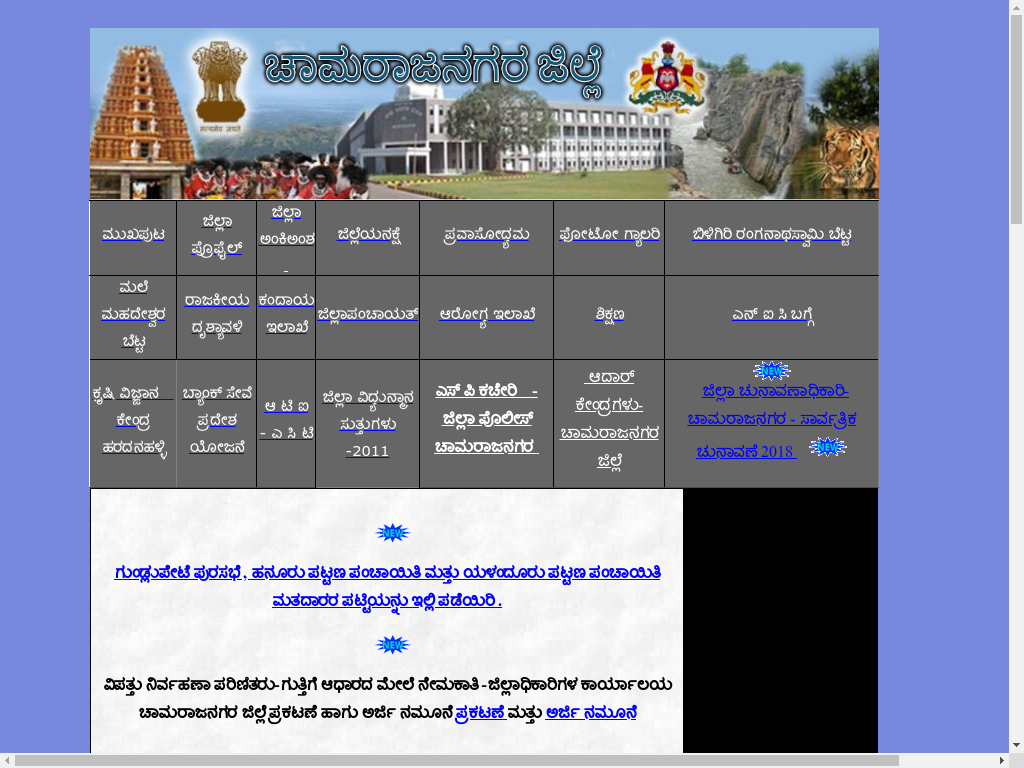 ಚಾಮರಾಜನಗರ ಜಿಲ್ಲೆ
ಮುಖಪುಟ
ಜಿಲ್ಲಾ
ಪ್ರೊಫೈಲ್
ಜಿಲ್ಲಾ
ಅಂಕಿಅಂಶ
ಜಿಲ್ಲೆಯನಕ್ಷೆ
ಪ್ರವಾಸೋದ್ಯಮ
ಫೋಟೋ ಗ್ಯಾಲರಿ
ಬಿಳಿಗಿರಿ ರಂಗನಾಥಸ್ವಾಮಿ ಬೆಟ್ಟ
ಮಲೆ
ಮಹದೇಶ್ವರ
ಬೆಟ್ಟ
ರಾಜಕೀಯ
ದೃಶ್ಯಾವಳಿ
ಕಂದಾಯ
ಇಲಾಖೆ
ಜಿಲ್ಲಾಪಂಚಾಯತ್
ಆರೋಗ್ಯ ಇಲಾಖೆ
ಶಿಕ್ಷಣ
ಎನ್ ಐ ಸಿ ಬಗ್ಗೆ
ಕೃಷಿ ವಿಜ್ಞಾನ
ಕೇಂದ್ರ
ಹರದನಹಳ್ಳಿ
ಬ್ಯಾಂಕ್ ಸೇವೆ
ಪ್ರದೇಶ
ಯೋಜನೆ
ಆ ಟಿ ಐ
- ಎ ಸಿ ಟಿ
ಜಿಲ್ಲಾ ವಿದ್ಯುನ್ಮಾನ
ಸುತ್ತುಗಳು
-2011
ಎಸ್ ಪಿ ಕಚೇರಿ -
ಜಿಲ್ಲಾ ಪೊಲೀಸ್
ಚಾಮರಾಜನಗರ
ಆದಾರ್
ಕೇಂದ್ರಗಳು-
ಚಾಮರಾಜನಗರ
ಜಿಲ್ಲೆ
NEW
ಜಿಲ್ಲಾ ಚುನಾವಣಾಧಿಕಾರಿ-
ಚಾಮರಾಜನಗರ - ಸಾರ್ವತ್ರಿಕ
ಚುನಾವಣೆ 2018. NEW
NEW
ಗುಂಡ್ಲುಪೇಟೆ ಪುರಸಭೆ , ಹನೂರು ಪಟ್ಟಣ ಪಂಚಾಯಿತಿ ಮತ್ತು ಯಳಂದೂರು ಪಟ್ಟಣ ಪಂಚಾಯಿತಿ
ಮತದಾರರ ಪಟ್ಟಿಯನ್ನು ಇಲ್ಲಿ ಪಡೆಯಿರಿ .
NEW
ವಿಪತ್ತು ನಿರ್ವಹಣಾ ಪರಿಣಿತರು-ಗುತ್ತಿಗೆ ಆಧಾರದ ಮೇಲೆ ನೇಮಕಾತಿ -ಜಿಲ್ಲಾಧಿಕಾರಿಗಳ ಕಾರ್ಯಾಲಯ
ಚಾಮರಾಜನಗರ ಜಿಲ್ಲೆ ಪ್ರಕಟಣೆ ಹಾಗು ಅರ್ಜಿ ನಮೂನೆ ಪ್ರಕಟಣೆ ಮತ್ತು ಅರ್ಜಿ ನಮೂನೆ